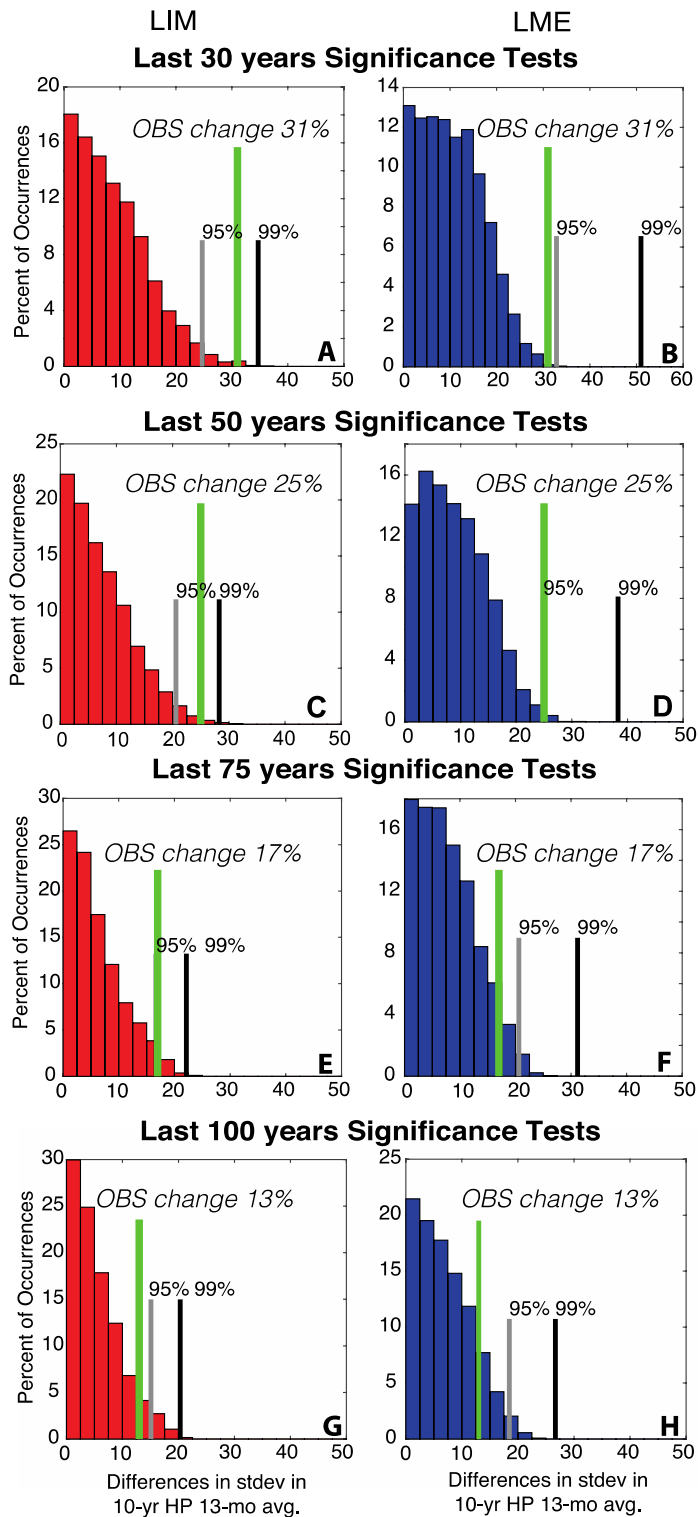 LIM LME
Last 30 years Significance Tests
20 14
OBS change 31% OBS change 31%
16 12
10
12 8
95% 99% 95% 99%
8 6
4
4 2
0 A 0 B
0 10 20 30 40 50 0 10 20 30 40 50 60
Percent of Occurrences
Last 50 years Significance Tests
25
OBS change 25% OBS change 25%
20 16
15 12
95% 99% 95% 99%
10 8
5 4
0 C 0 D
0 10 20 30 40 50 0 10 20 30 40 50
Percent of Occurrences
Last 75 years Significance Tests
30
25 16
OBS change 17% OBS change 17%
20 12
15
95% 99% 95% 99%
10 8
5 4
0 E 0 F
0 10 20 30 40 50 0 10 20 30 40 50
Percent of Occurrences
Last 100 years Significance Tests
30 25
OBS change 13% OBS change 13%
25 20
20 15
15
95% 99% 95% 99%
10 10
5 5
0 G 0 H
0 10 20 30 40 50 0 10 20 30 40 50
Percent of Occurrences
Differences in stdev in Differences in stdev in
10-yr HP 13-mo avg. 10-yr HP 13-mo avg.